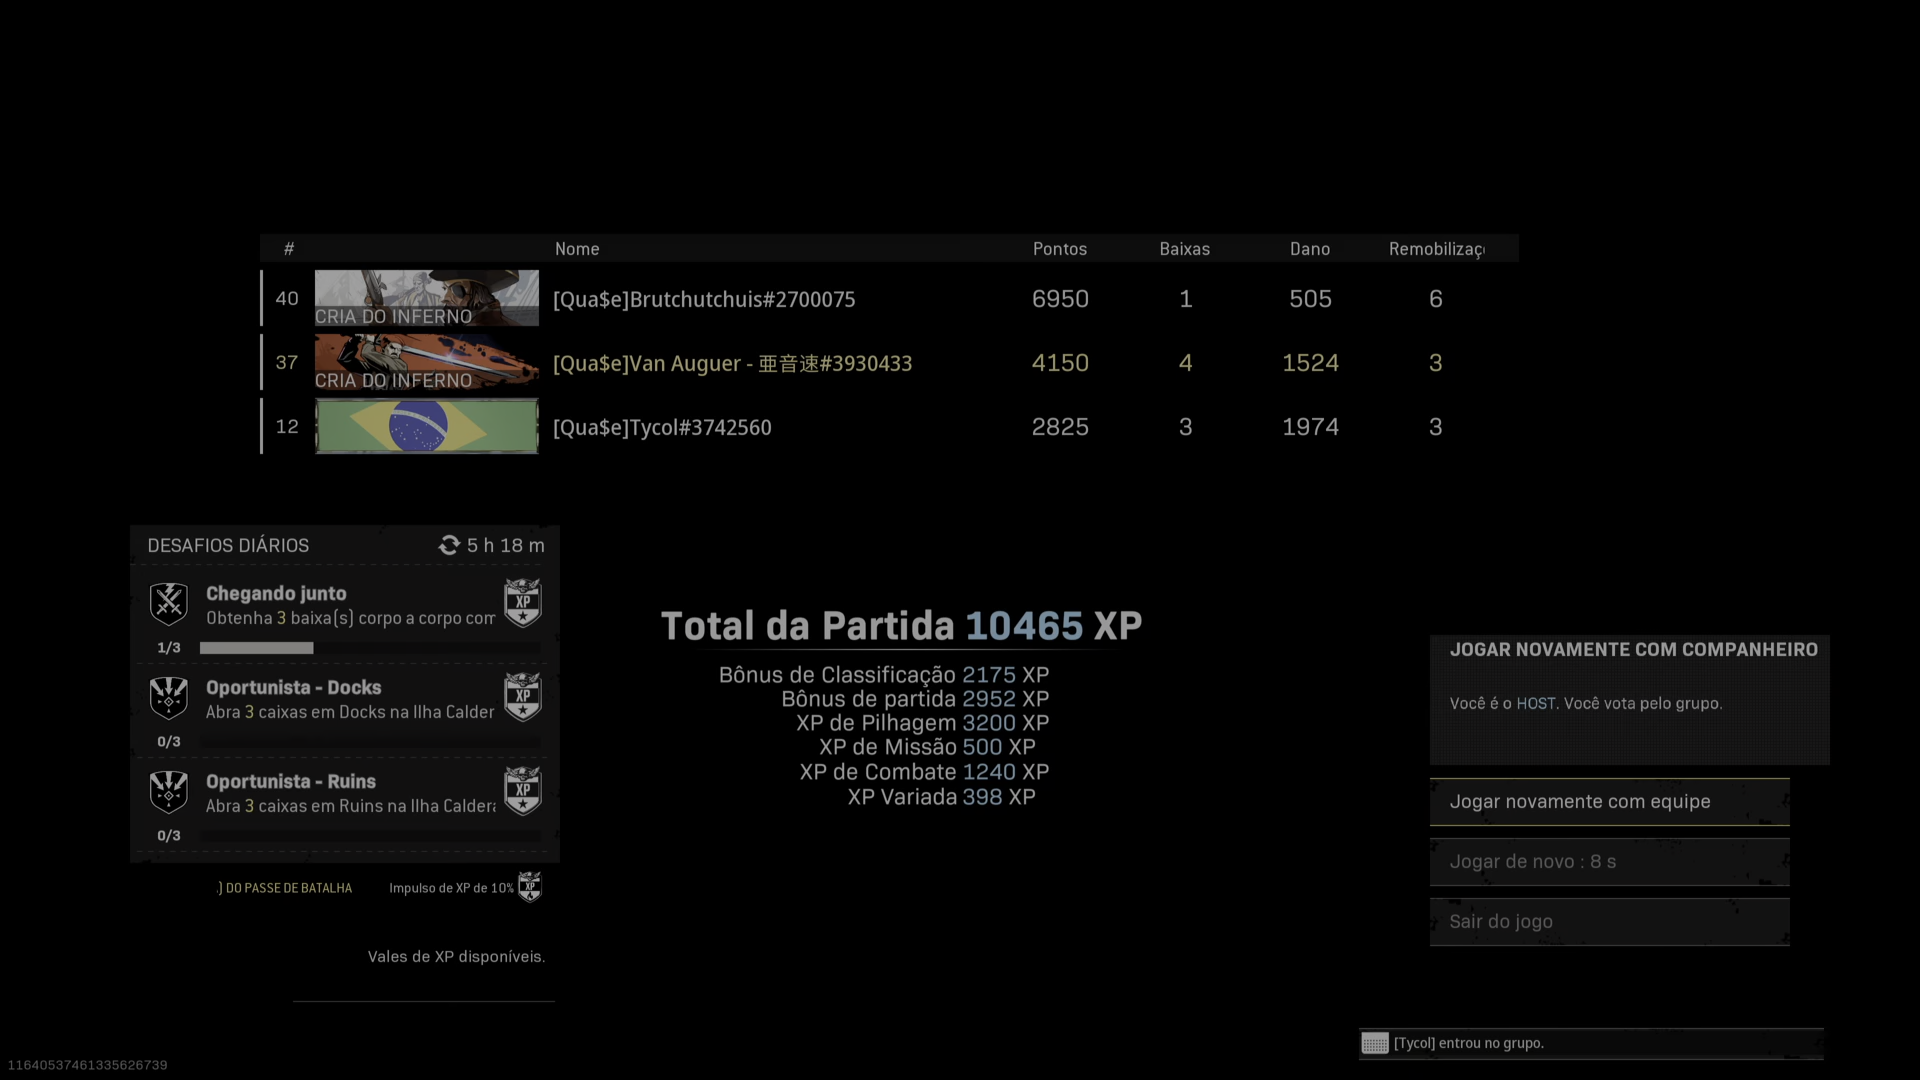 # Nome Pontos Baixas Dano Remobilizaç
40 CRIA DO INFERNO [Qua$e]Brutchutchuis#2700075 6950 1 505 6
37 CRIA DO INFERNO [Qua$e]Van Auguer - 亜音速#3930433 4150 4 1524 3
12 [Qua$e]Tycol#3742560 2825 3 1974 3
DESAFIOS DIÁRIOS 5 h 18 m
Chegando junto
Obtenha 3 baixa(s) corpo a corpo com
XP
1/3
Oportunista - Docks
Abra 3 caixas em Docks na Ilha Calder
XP
0/3
Oportunista - Ruins
Abra 3 caixas em Ruins na Ilha Caldera
XP
0/3
.) DO PASSE DE BATALHA Impulso de XP de 10% XP
Vales de XP disponíveis.
Total da Partida 10465 XP
Bônus de Classificação 2175 XP
Bônus de partida 2952 XP
XP de Pilhagem 3200 XP
XP de Missão 500 XP
XP de Combate 1240 XP
XP Variada 398 XP
JOGAR NOVAMENTE COM COMPANHEIRO
Você é o HOST. Você vota pelo grupo.
Jogar novamente com equipe
Jogar de novo : 8 s
Sair do jogo
[Tycol] entrou no grupo.
11640537461335626739